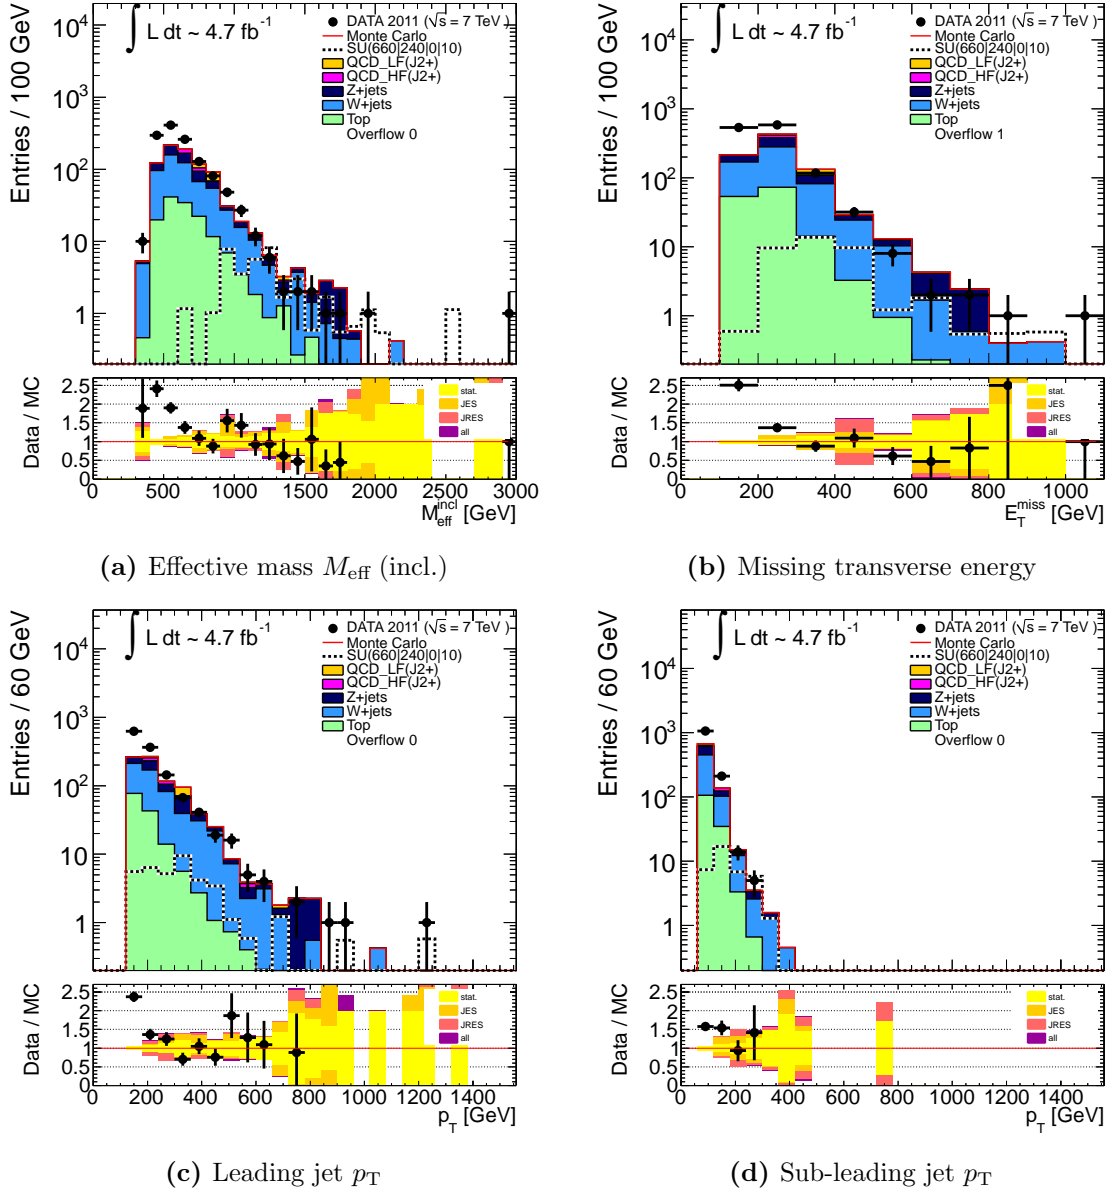 Entries / 100 GeV
∫ L dt ~ 4.7 fb⁻¹
DATA 2011 (√s = 7 TeV )
Monte Carlo
SU(660|240|0|10)
QCD_LF(J2+)
QCD_HF(J2+)
Z+jets
W+jets
Top
Overflow 0
10⁴
10³
10²
10
1
Data / MC
2.5
2
1.5
1
0.5
0
stat.
JES
JRES
all
0 500 1000 1500 2000 2500 3000
M_eff^incl [GeV]
(a) Effective mass M_eff (incl.)
Entries / 100 GeV
∫ L dt ~ 4.7 fb⁻¹
DATA 2011 (√s = 7 TeV )
Monte Carlo
SU(660|240|0|10)
QCD_LF(J2+)
QCD_HF(J2+)
Z+jets
W+jets
Top
Overflow 1
10⁴
10³
10²
10
1
Data / MC
2.5
2
1.5
1
0.5
0
stat.
JES
JRES
all
0 200 400 600 800 1000
E_T^miss [GeV]
(b) Missing transverse energy
Entries / 60 GeV
∫ L dt ~ 4.7 fb⁻¹
DATA 2011 (√s = 7 TeV )
Monte Carlo
SU(660|240|0|10)
QCD_LF(J2+)
QCD_HF(J2+)
Z+jets
W+jets
Top
Overflow 0
10⁴
10³
10²
10
1
Data / MC
2.5
2
1.5
1
0.5
0
stat.
JES
JRES
all
0 200 400 600 800 1000 1200 1400
p_T [GeV]
(c) Leading jet p_T
Entries / 60 GeV
∫ L dt ~ 4.7 fb⁻¹
DATA 2011 (√s = 7 TeV )
Monte Carlo
SU(660|240|0|10)
QCD_LF(J2+)
QCD_HF(J2+)
Z+jets
W+jets
Top
Overflow 0
10⁴
10³
10²
10
1
Data / MC
2.5
2
1.5
1
0.5
0
stat.
JES
JRES
all
0 200 400 600 800 1000 1200 1400
p_T [GeV]
(d) Sub-leading jet p_T